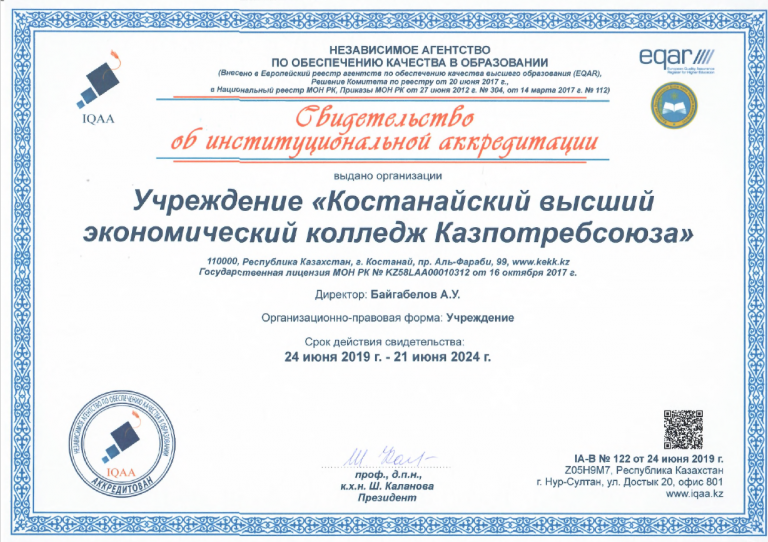 НЕЗАВИСИМОЕ АГЕНТСТВО
ПО ОБЕСПЕЧЕНИЮ КАЧЕСТВА В ОБРАЗОВАНИИ
(Внесено в Европейский реестр агентств по обеспечению качества высшего образования (EQAR),
Решение Комитета по реестру от 20 июня 2017 г.,
в Национальный реестр МОН РК, Приказы МОН РК от 27 июня 2012 г. № 304, от 14 марта 2017 г. № 112)
IQAA
eqar
Свидетельство
об институциональной аккредитации
выдано организации
Учреждение «Костанайский высший
экономический колледж Казпотребсоюза»
110000, Республика Казахстан, г. Костанай, пр. Аль-Фараби, 99, www.kekk.kz
Государственная лицензия МОН РК № KZ58LAA00010312 от 16 октября 2017 г.
Директор: Байгабелов А.У.
Организационно-правовая форма: Учреждение
Срок действия свидетельства:
24 июня 2019 г. - 21 июня 2024 г.
НЕЗАВИСИМОЕ АГЕНТСТВО ПО ОБЕСПЕЧЕНИЮ КАЧЕСТВА В ОБРАЗОВАНИИ
IQAA
АККРЕДИТОВАН
проф., д.п.н.,
к.х.н. Ш. Каланова
Президент
IA-B № 122 от 24 июня 2019 г.
Z05H9M7, Республика Казахстан
г. Нур-Султан, ул. Достык 20, офис 801
www.iqaa.kz